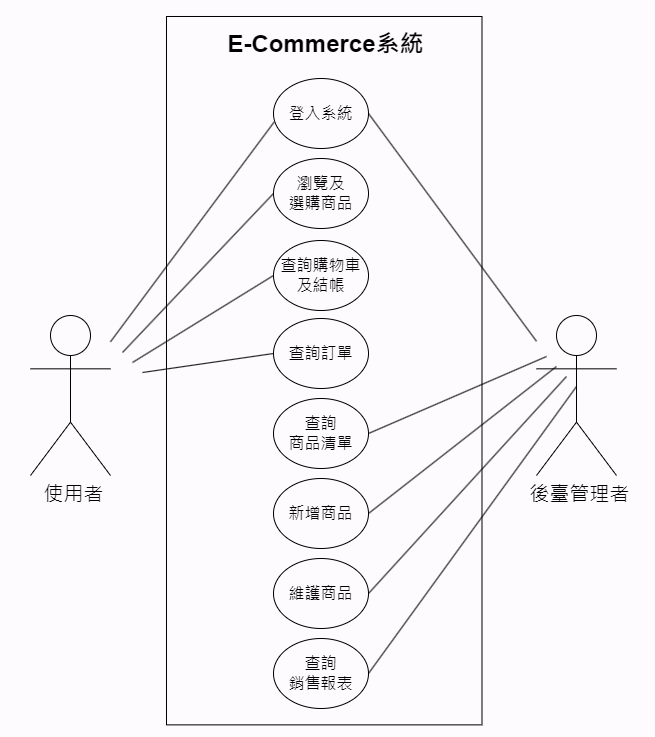 E-Commerce系統
登入系統
瀏覽及
選購商品
查詢購物車
及結帳
查詢訂單
查詢
商品清單
新增商品
維護商品
查詢
銷售報表
使用者
後臺管理者